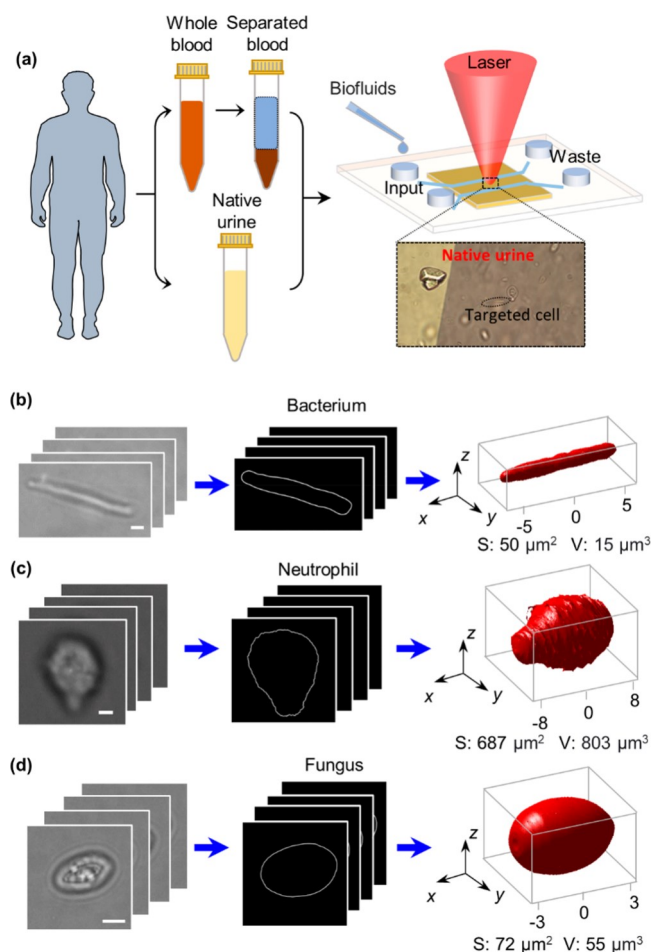 (a)
Whole
blood
Separated
blood
Native
urine
Biofluids
Laser
Input
Waste
Native urine
Targeted cell
(b)
Bacterium
z
x
y
-5
0
5
S: 50 μm² V: 15 μm³
(c)
Neutrophil
z
x
y
-8
0
8
S: 687 μm² V: 803 μm³
(d)
Fungus
z
x
y
-3
0
3
S: 72 μm² V: 55 μm³